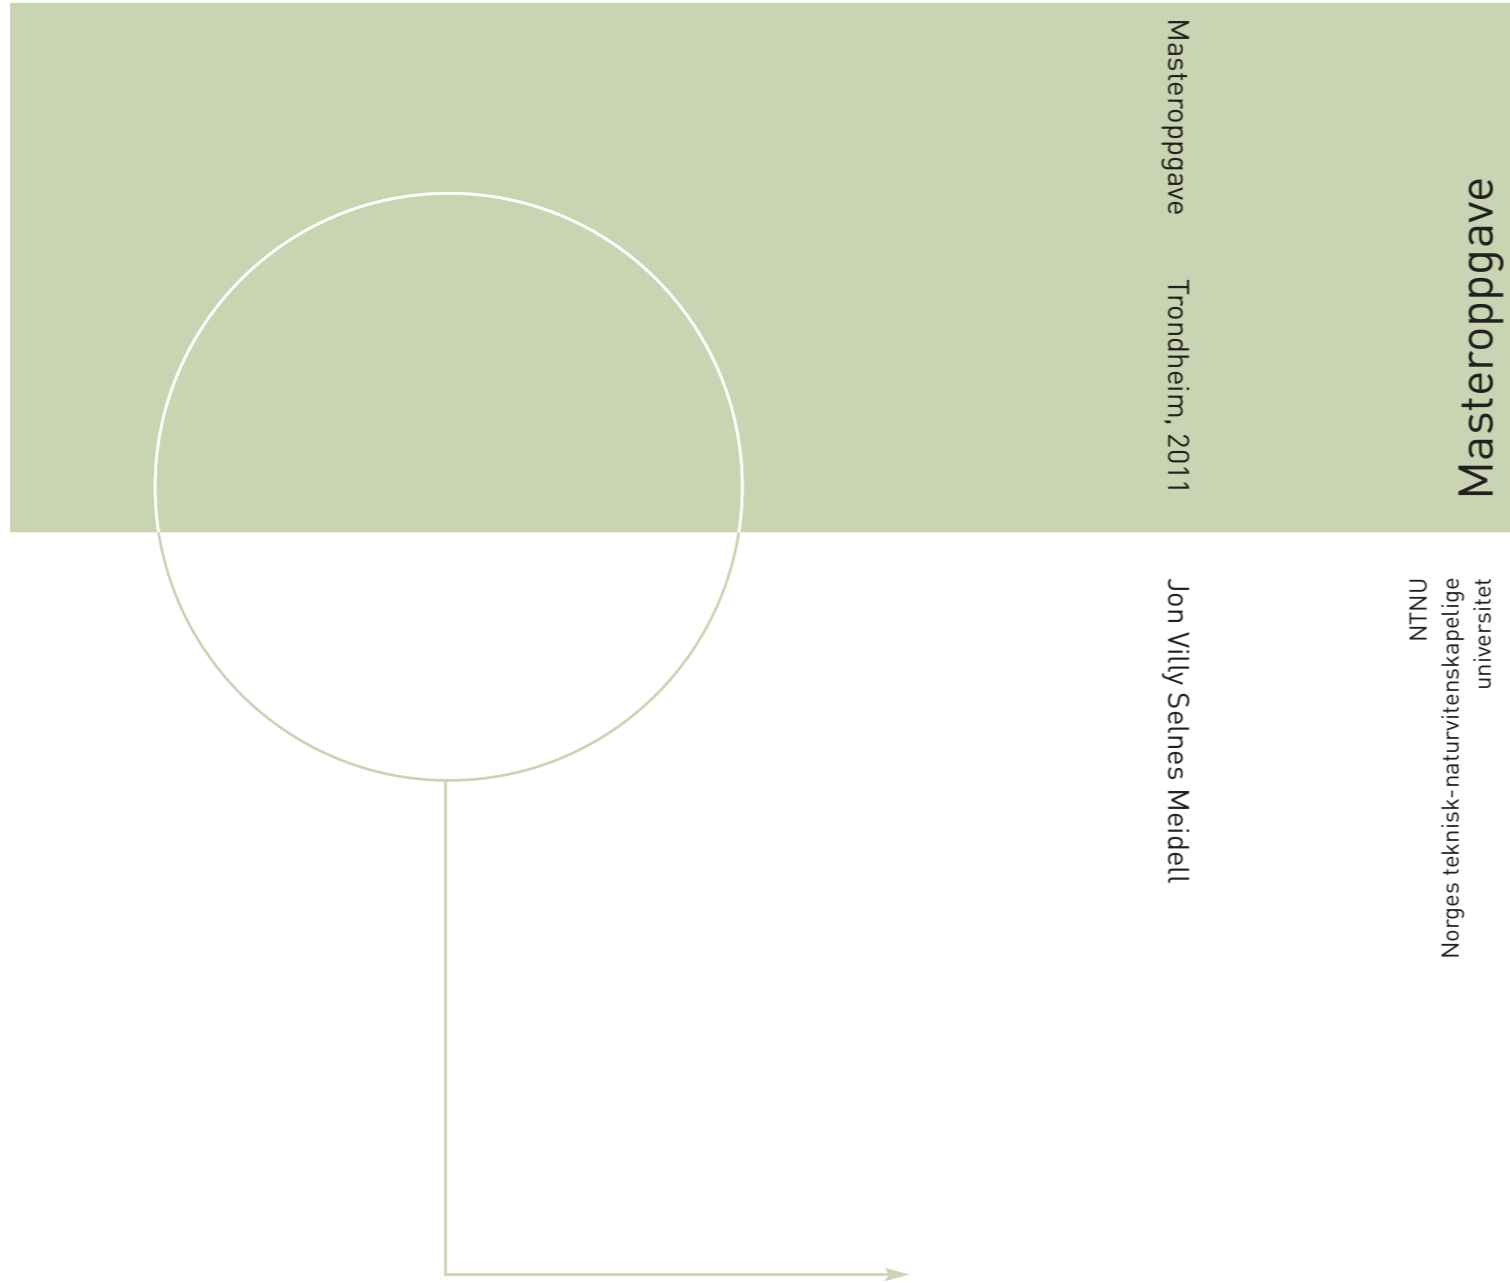 Masteroppgave Trondheim, 2011
Jon Villy Selnes Meidell
Masteroppgave
NTNU
Norges teknisk-naturvitenskapelige
universitet